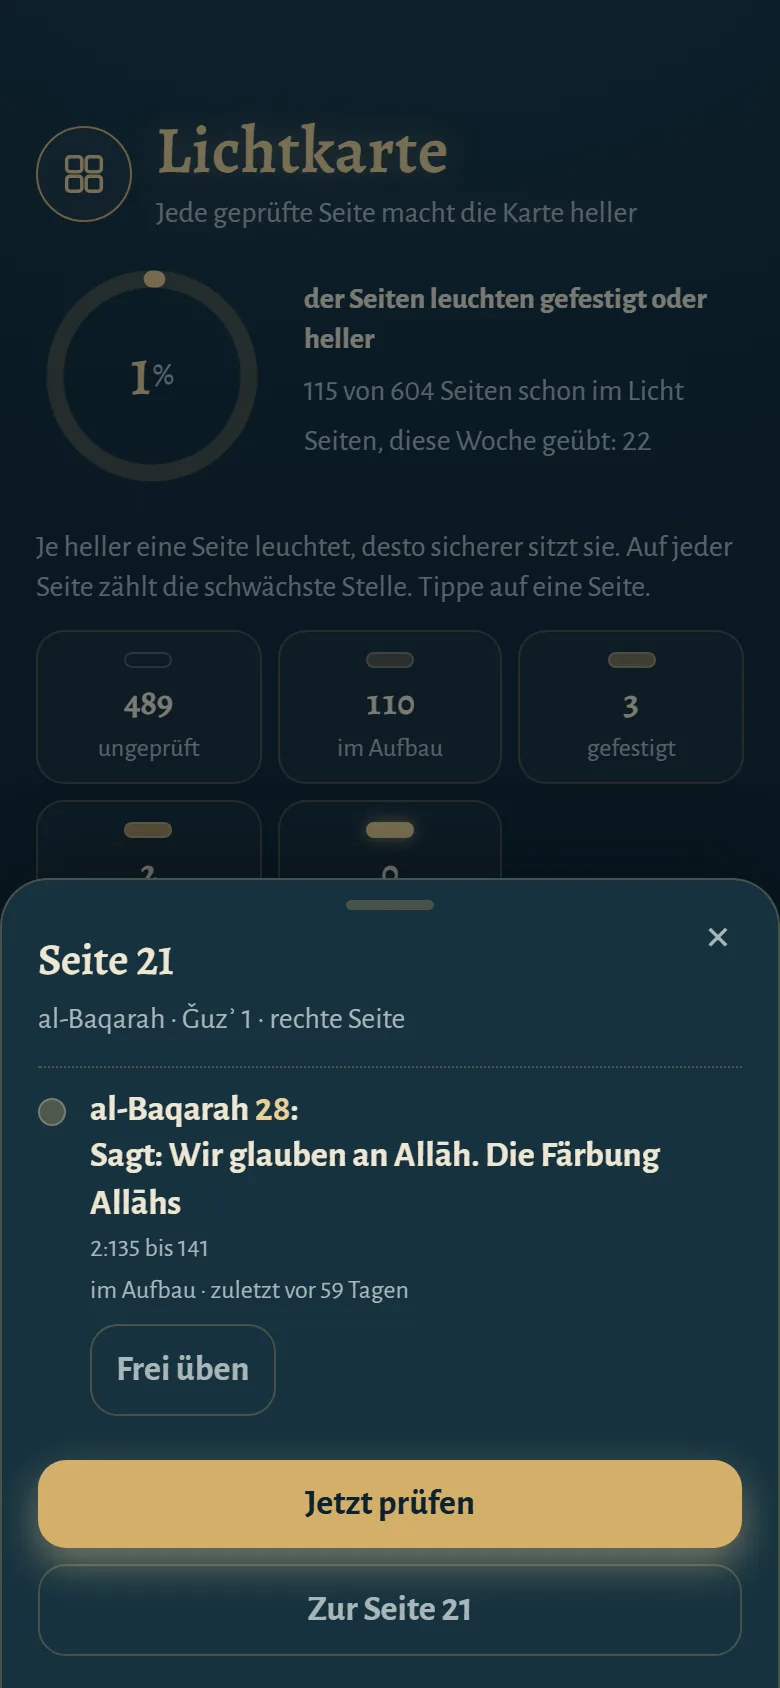 Lichtkarte
Jede geprüfte Seite macht die Karte heller
1%
der Seiten leuchten gefestigt oder
heller
115 von 604 Seiten schon im Licht
Seiten, diese Woche geübt: 22
Je heller eine Seite leuchtet, desto sicherer sitzt sie. Auf jeder
Seite zählt die schwächste Stelle. Tippe auf eine Seite.
489
ungeprüft
110
im Aufbau
3
gefestigt
2
0
Seite 21
al-Baqarah · Ǧuzʾ 1 · rechte Seite
al-Baqarah 28:
Sagt: Wir glauben an Allāh. Die Färbung
Allāhs
2:135 bis 141
im Aufbau · zuletzt vor 59 Tagen
Frei üben
Jetzt prüfen
Zur Seite 21